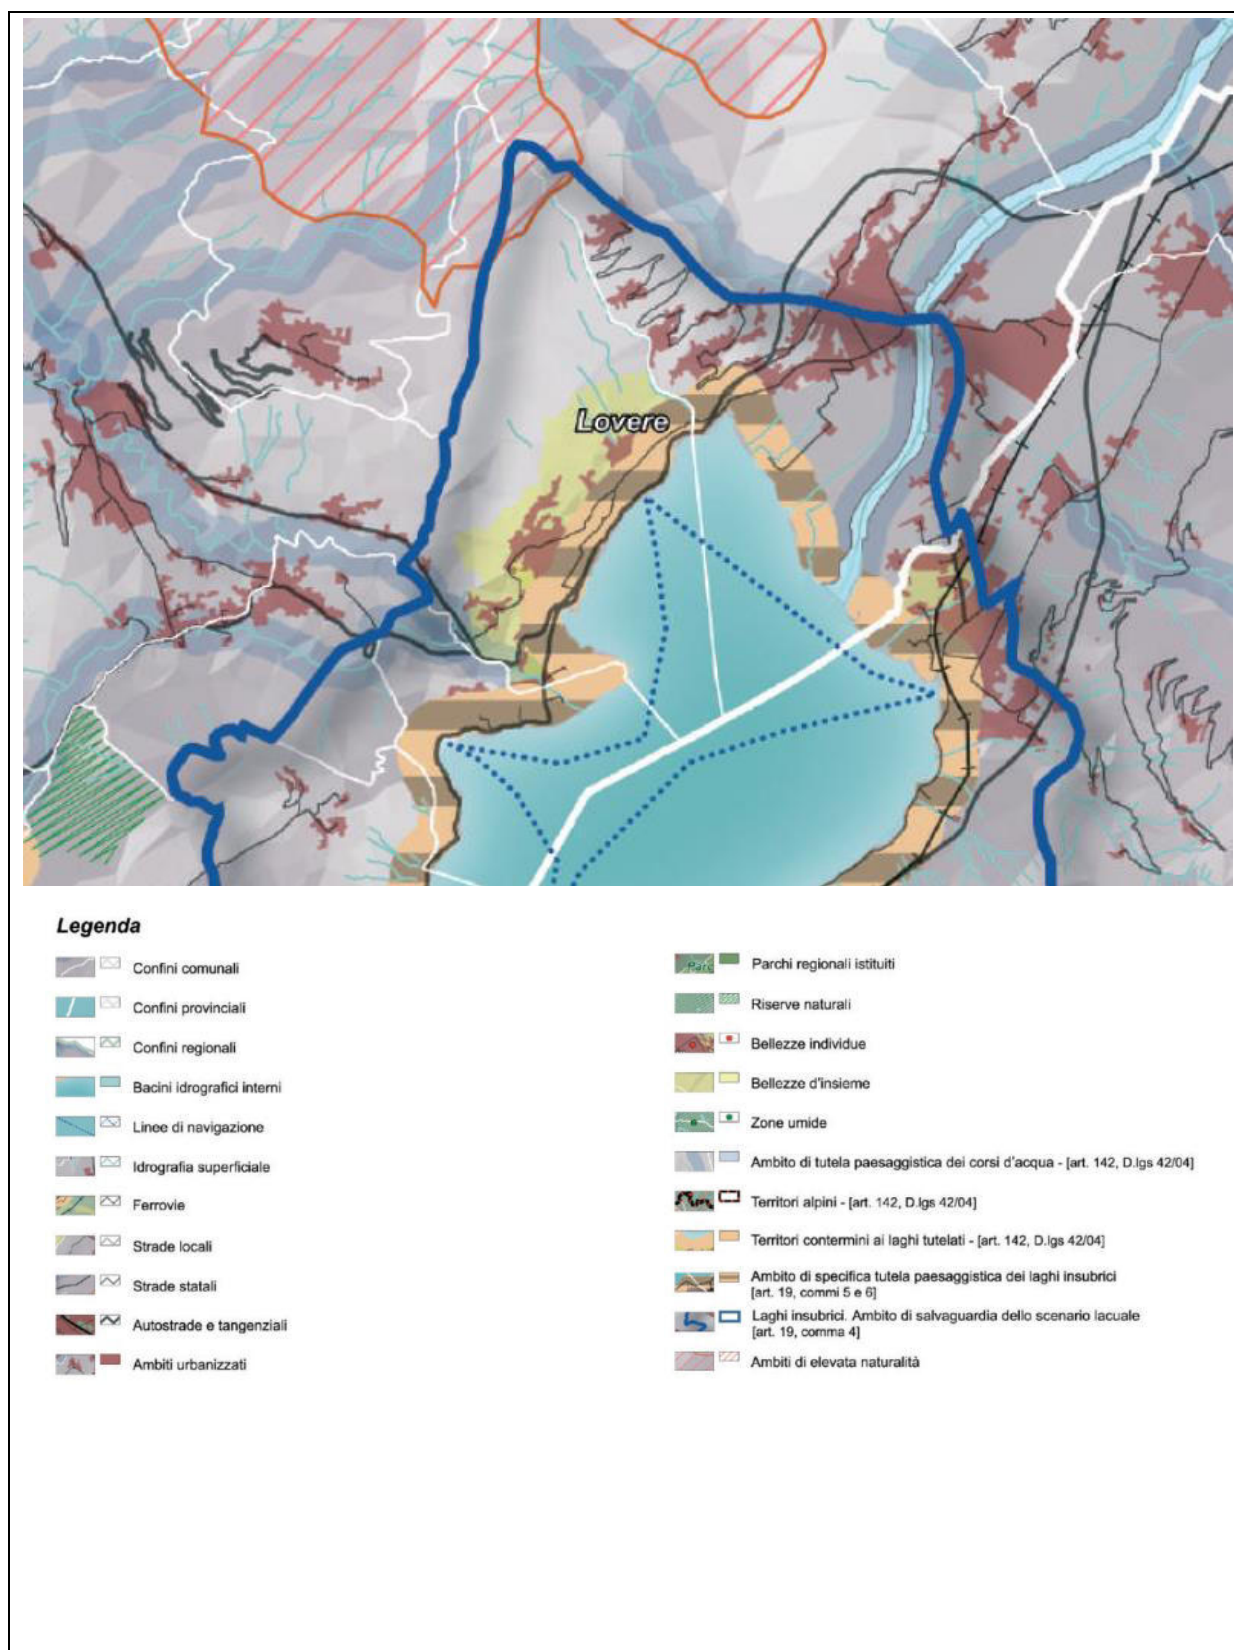 Lovere
Legenda
Confini comunali
Confini provinciali
Confini regionali
Bacini idrografici interni
Linee di navigazione
Idrografia superficiale
Ferrovie
Strade locali
Strade statali
Autostrade e tangenziali
Ambiti urbanizzati
Parc
Parchi regionali istituiti
Riserve naturali
Bellezze individue
Bellezze d'insieme
Zone umide
Ambito di tutela paesaggistica dei corsi d'acqua - [art. 142, D.lgs 42/04]
Territori alpini - [art. 142, D.lgs 42/04]
Territori contermini ai laghi tutelati - [art. 142, D.lgs 42/04]
Ambito di specifica tutela paesaggistica dei laghi insubrici
[art. 19, commi 5 e 6]
Laghi insubrici. Ambito di salvaguardia dello scenario lacuale
[art. 19, comma 4]
Ambiti di elevata naturalità